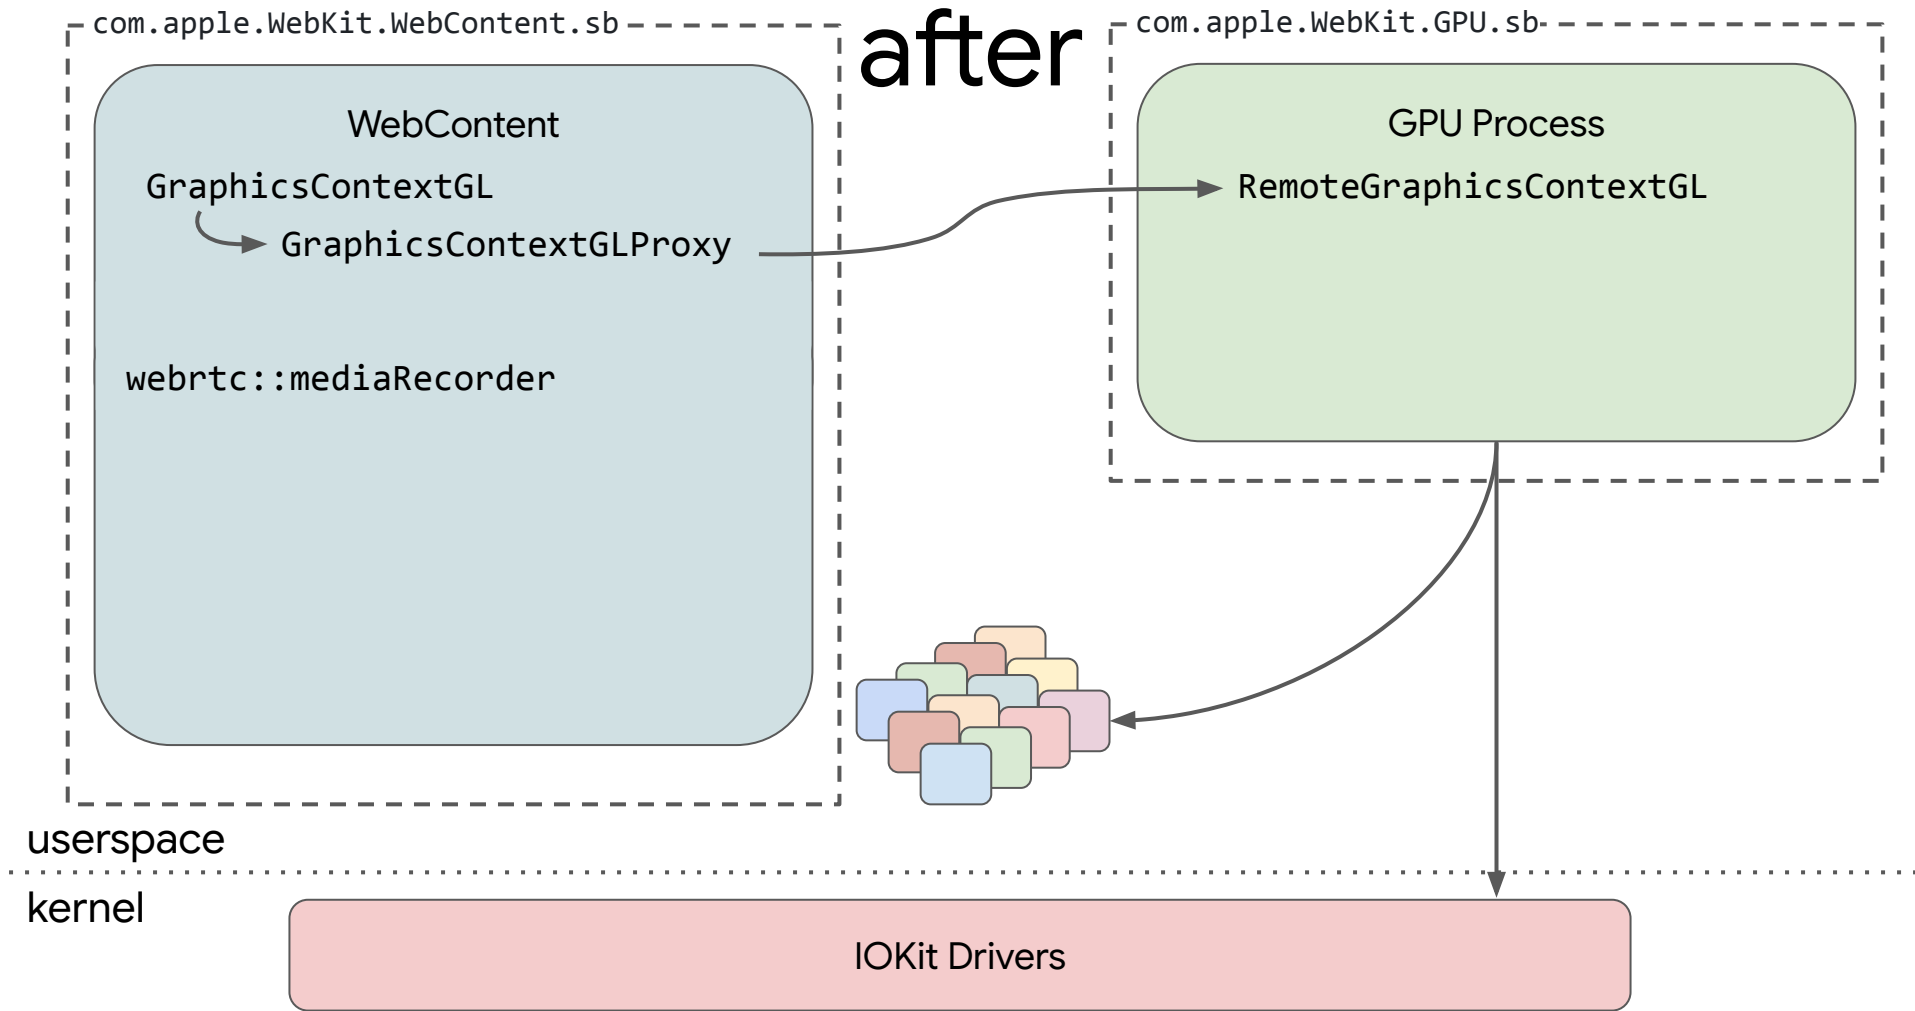 com.apple.WebKit.WebContent.sb
after
com.apple.WebKit.GPU.sb
WebContent
GPU Process
GraphicsContextGL
RemoteGraphicsContextGL
GraphicsContextGLProxy
webrtc::mediaRecorder
userspace
kernel
IOKit Drivers